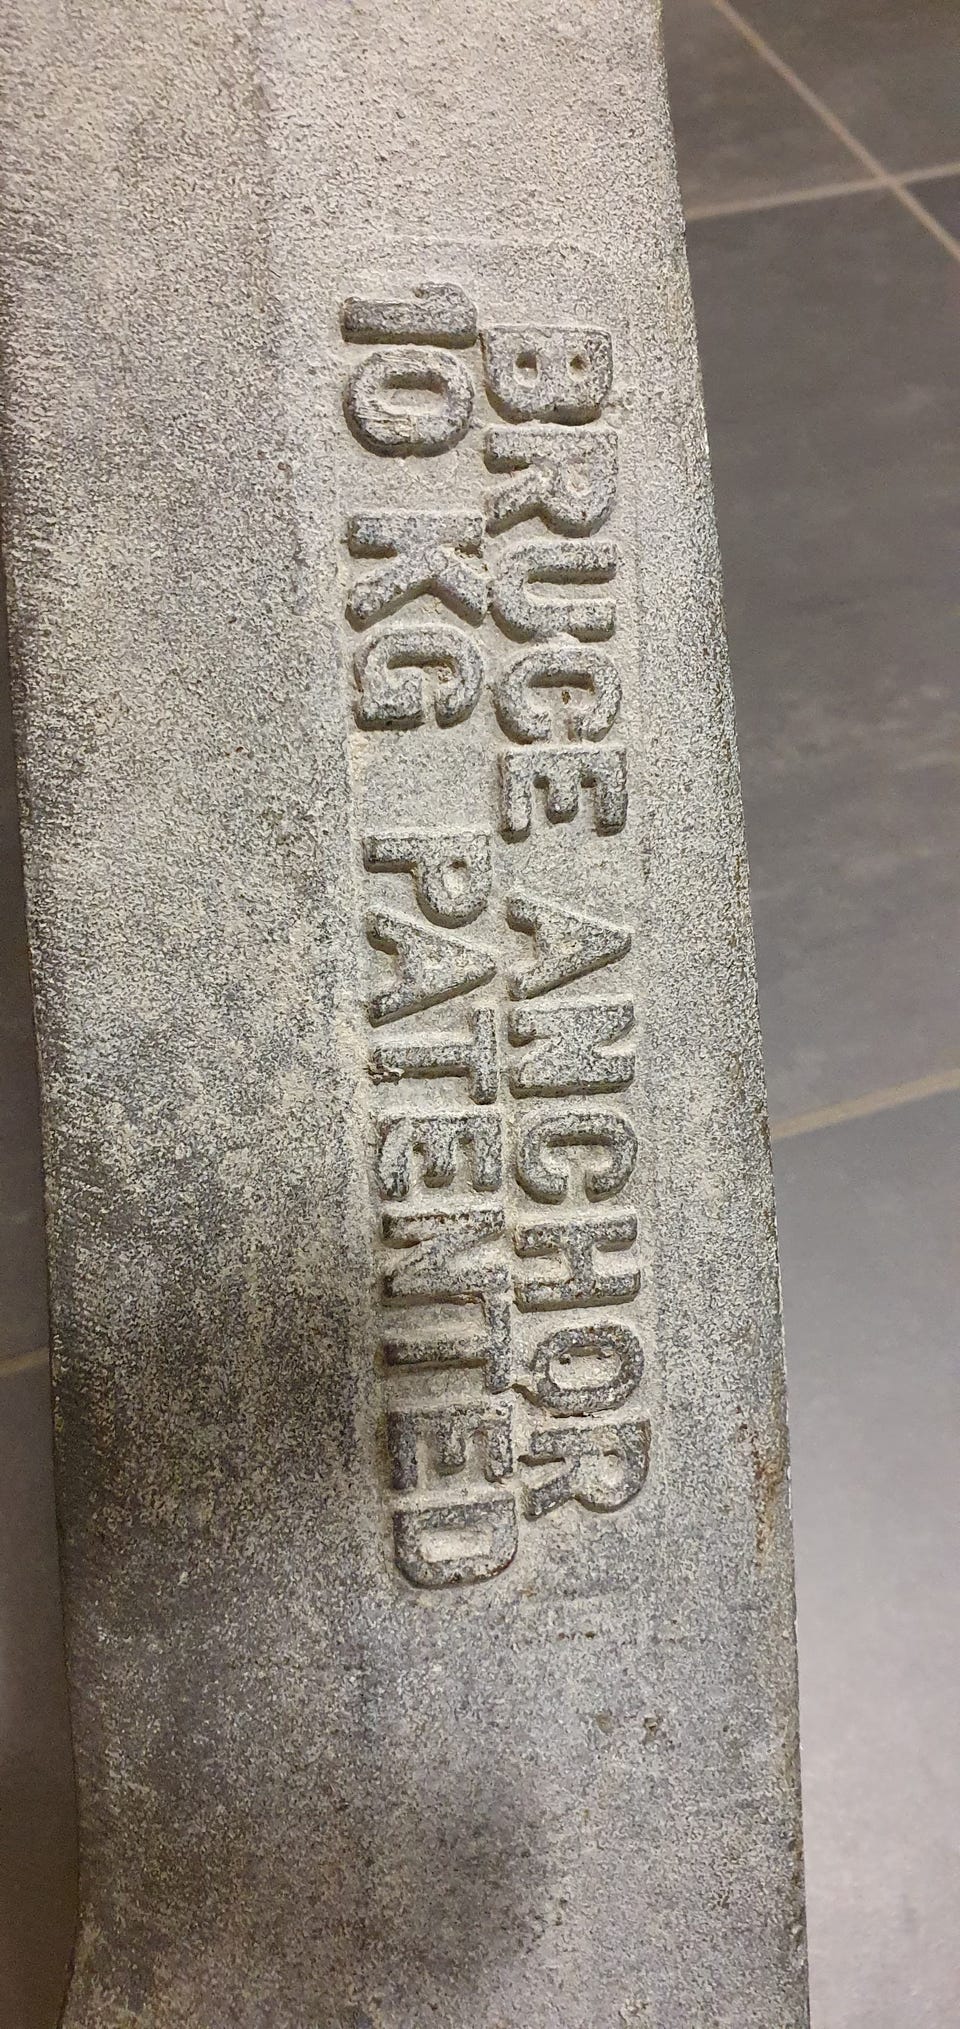 BRUCE ANCHOR
10 KG PATENTED